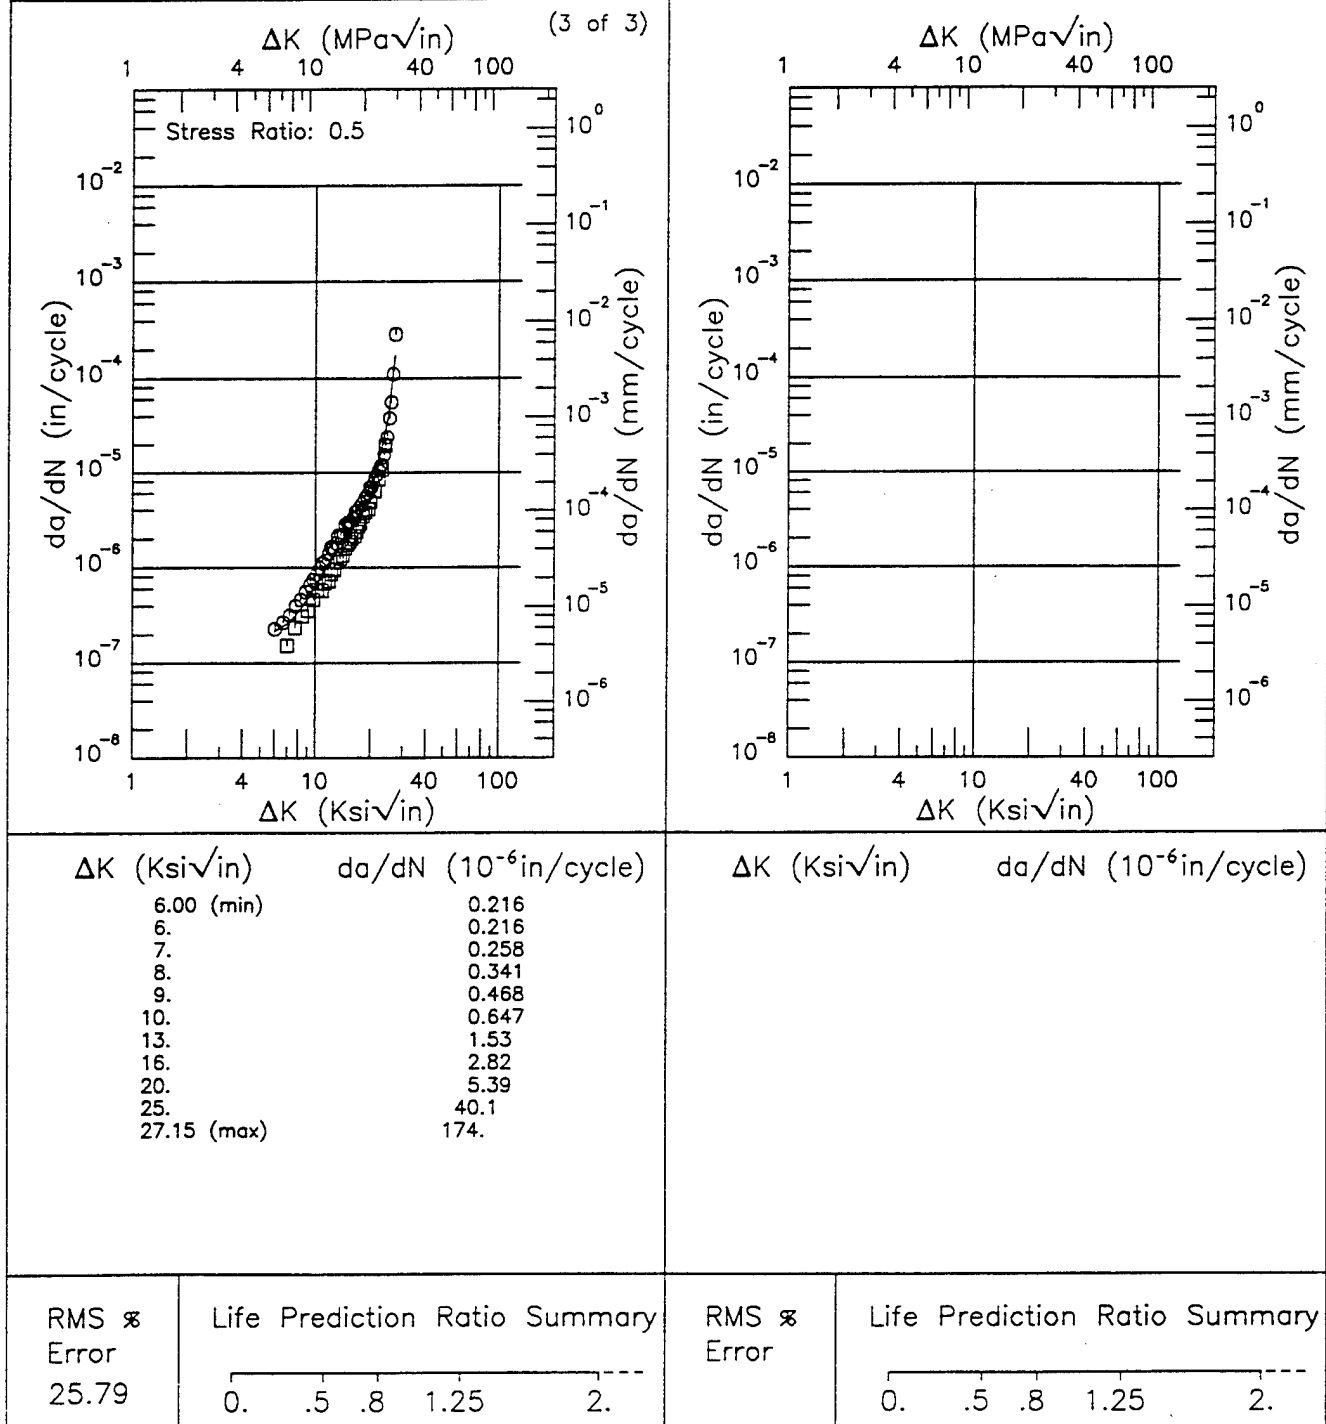 (3 of 3)
ΔK (MPa√in)
1 4 10 40 100
Stress Ratio: 0.5
da/dN (in/cycle)
10⁻²
10⁻³
10⁻⁴
10⁻⁵
10⁻⁶
10⁻⁷
10⁻⁸
10⁰
10⁻¹
10⁻²
10⁻³
10⁻⁴
10⁻⁵
10⁻⁶
da/dN (mm/cycle)
1 4 10 40 100
ΔK (Ksi√in)
ΔK (MPa√in)
1 4 10 40 100
da/dN (in/cycle)
10⁻²
10⁻³
10⁻⁴
10⁻⁵
10⁻⁶
10⁻⁷
10⁻⁸
10⁰
10⁻¹
10⁻²
10⁻³
10⁻⁴
10⁻⁵
10⁻⁶
da/dN (mm/cycle)
1 4 10 40 100
ΔK (Ksi√in)
ΔK (Ksi√in) da/dN (10⁻⁶in/cycle)
6.00 (min) 0.216
6. 0.216
7. 0.258
8. 0.341
9. 0.468
10. 0.647
13. 1.53
16. 2.82
20. 5.39
25. 40.1
27.15 (max) 174.
ΔK (Ksi√in) da/dN (10⁻⁶in/cycle)
RMS %
Error
25.79
Life Prediction Ratio Summary
0. .5 .8 1.25 2.
RMS %
Error
Life Prediction Ratio Summary
0. .5 .8 1.25 2.